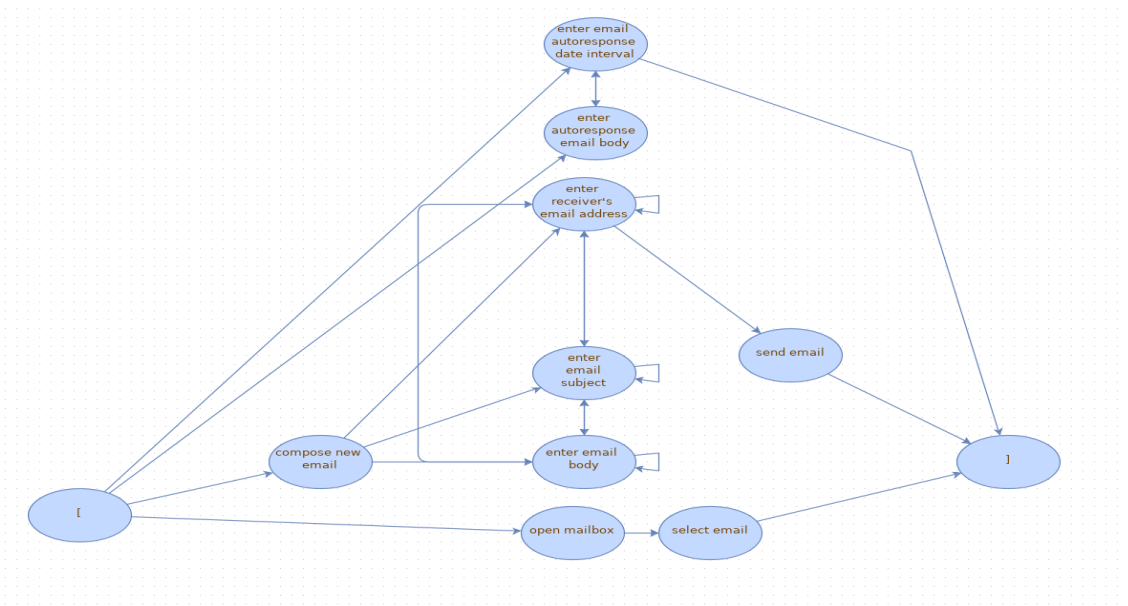 enter email
autoresponse
date interval
enter
autoresponse
email body
enter
receiver's
email address
send email
enter
email
subject
compose new
email
enter email
body
]
[
open mailbox
select email